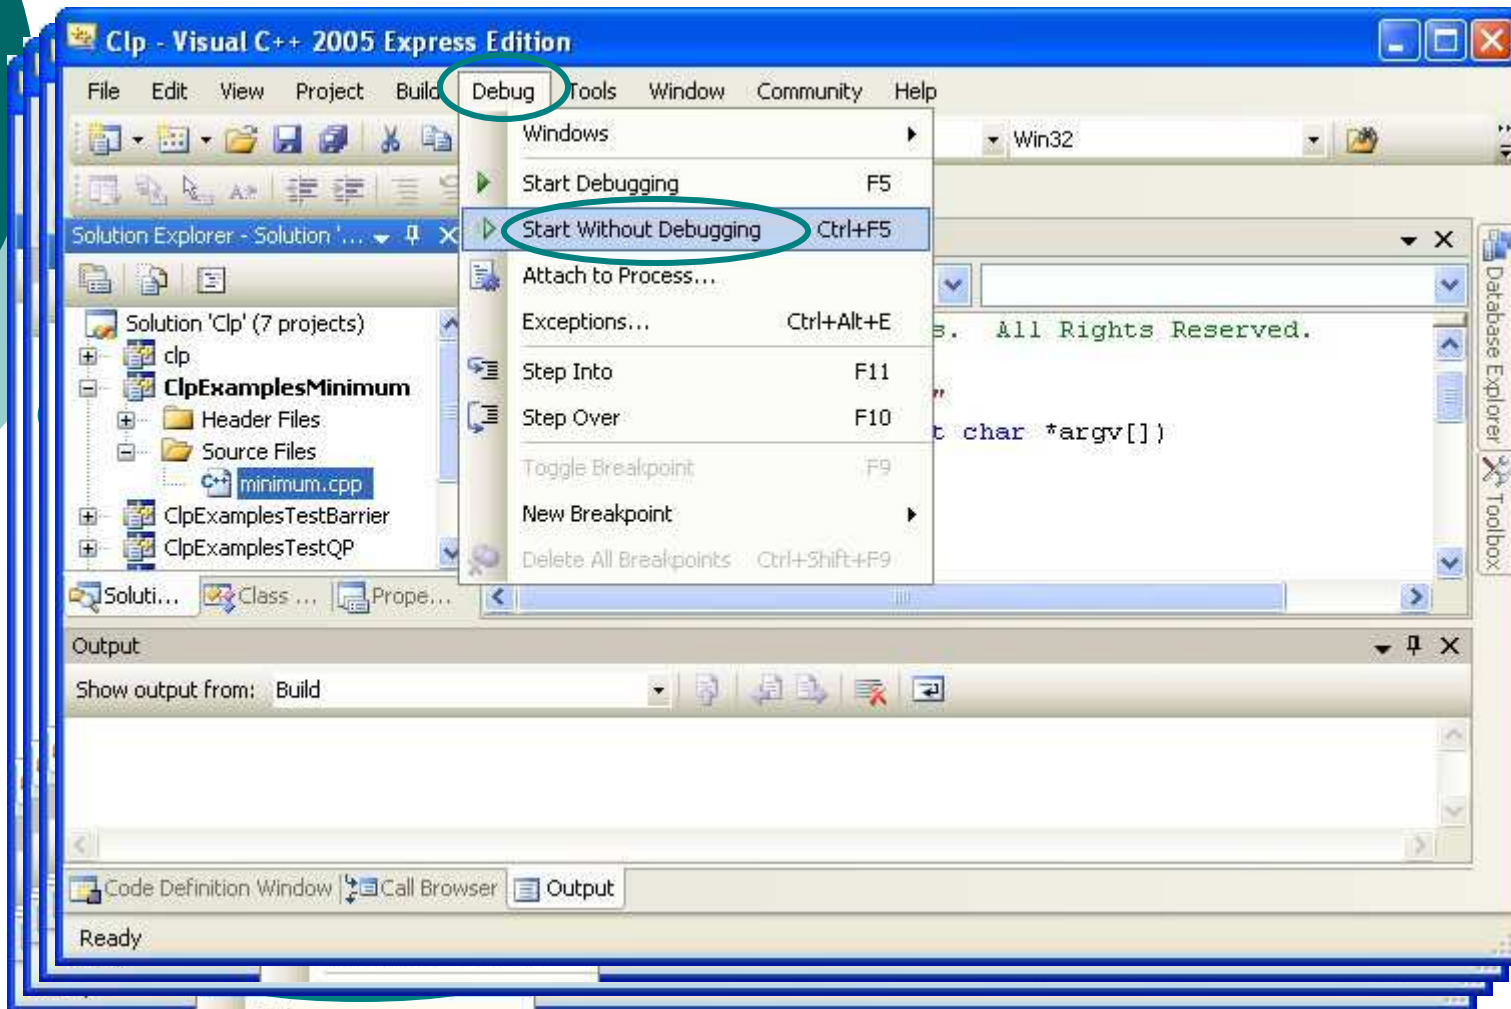 Clp - Visual C++ 2005 Express Edition
File Edit View Project Build Debug Tools Window Community Help
Win32
Windows
Start Debugging F5
Start Without Debugging Ctrl+F5
Attach to Process...
Exceptions... Ctrl+Alt+E
Step Into F11
Step Over F10
Toggle Breakpoint F9
New Breakpoint
Delete All Breakpoints Ctrl+Shift+F9
Solution Explorer - Solution '...
Solution 'Clp' (7 projects)
clp
ClpExamplesMinimum
Header Files
Source Files
minimum.cpp
ClpExamplesTestBarrier
ClpExamplesTestQP
Soluti... Class ... Prope...
s. All Rights Reserved.
"
t char *argv[])
Database Explorer
Toolbox
Output
Show output from: Build
Code Definition Window Call Browser Output
Ready